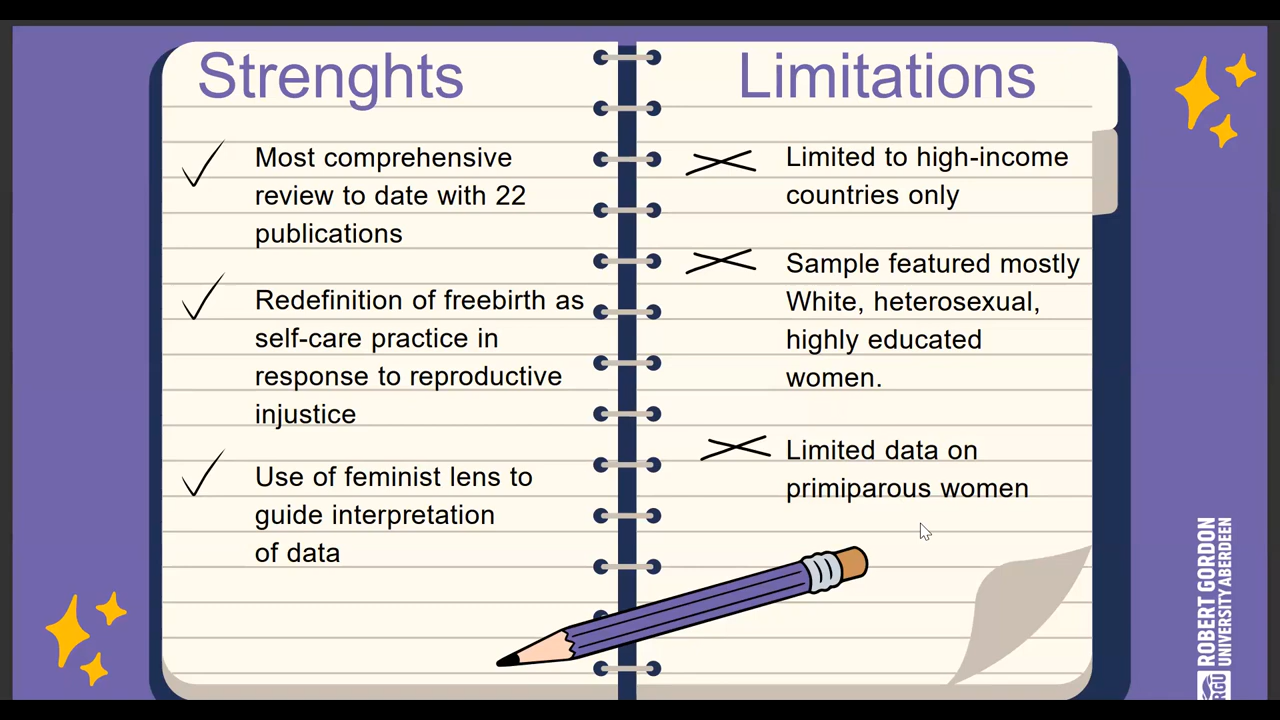 Strenghts
Most comprehensive
review to date with 22
publications
Redefinition of freebirth as
self-care practice in
response to reproductive
injustice
Use of feminist lens to
guide interpretation
of data
Limitations
Limited to high-income
countries only
Sample featured mostly
White, heterosexual,
highly educated
women.
Limited data on
primiparous women
ROBERT GORDON
UNIVERSITY ABERDEEN
RGU